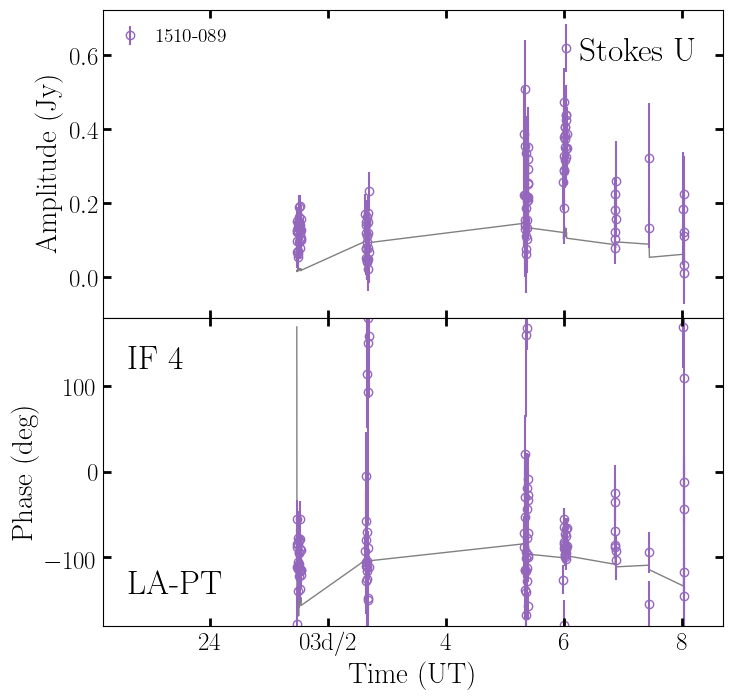 1510-089
Stokes U
0.6
0.4
0.2
0.0
Amplitude (Jy)
IF 4
100
0
−100
Phase (deg)
LA-PT
24 03d/2 4 6 8
Time (UT)